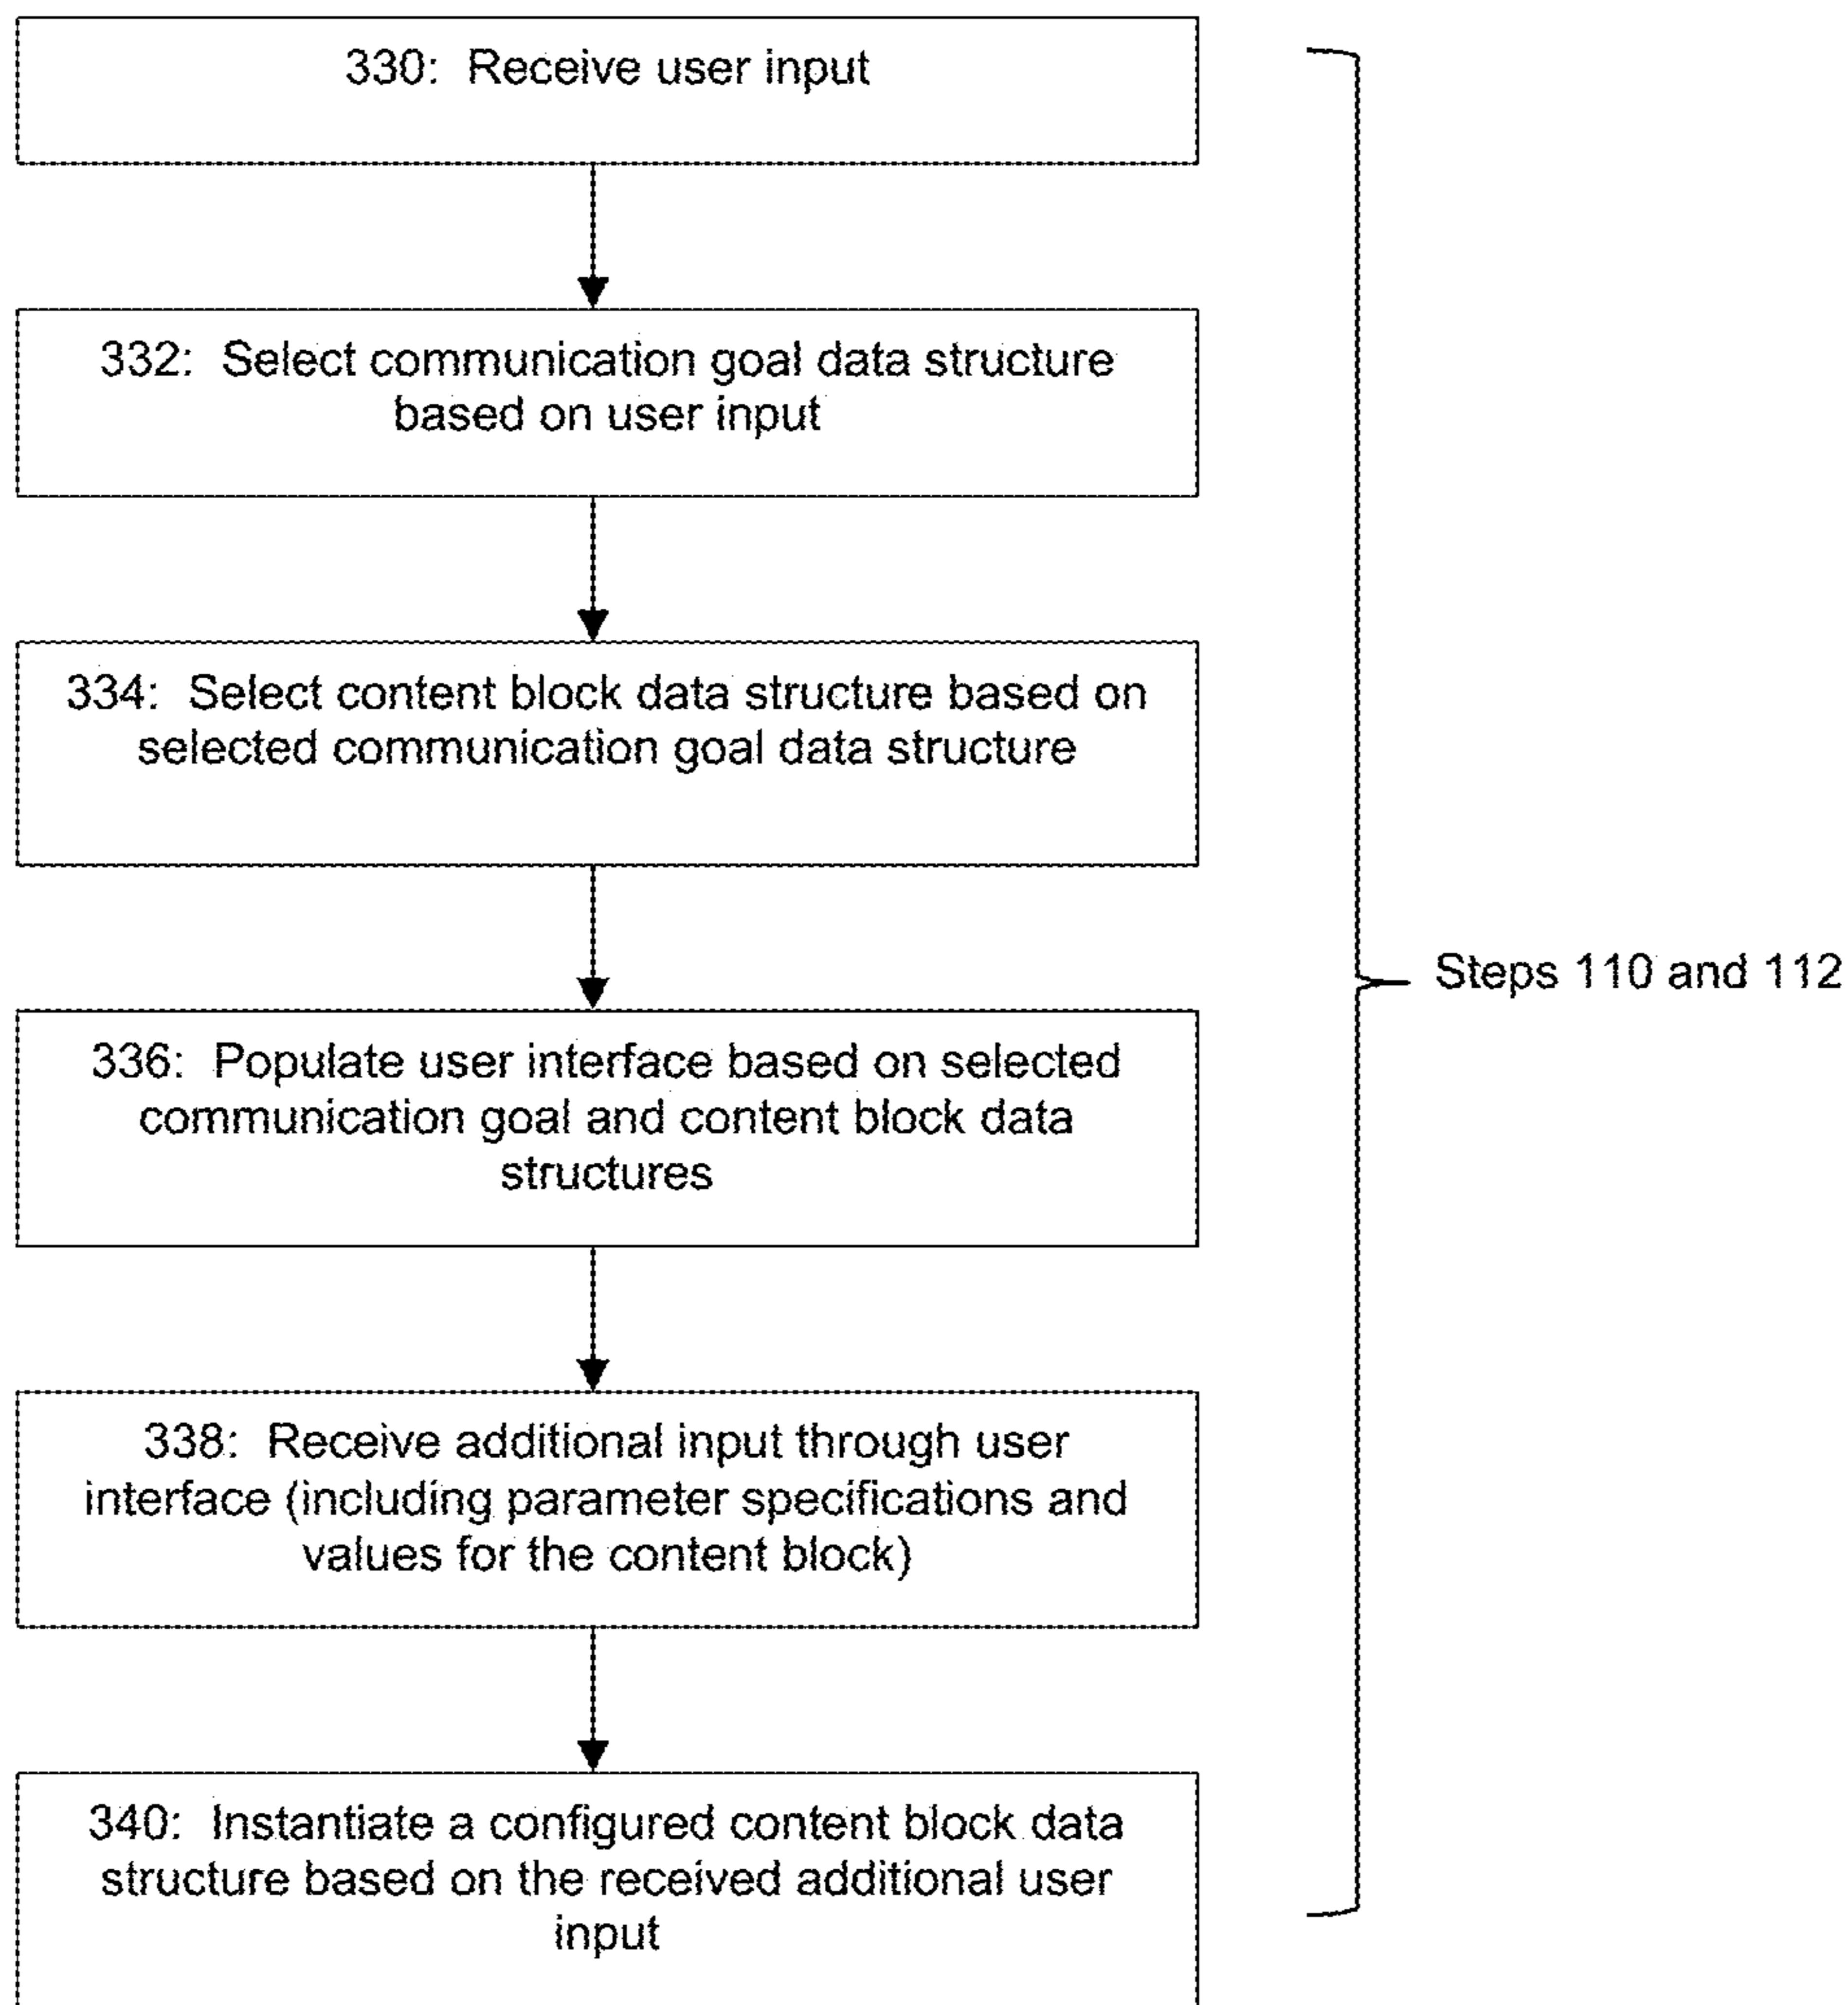 330: Receive user input
332: Select communication goal data structure
based on user input
334: Select content block data structure based on
selected communication goal data structure
336: Populate user interface based on selected
communication goal and content block data
structures
338: Receive additional input through user
interface (including parameter specifications and
values for the content block)
340: Instantiate a configured content block data
structure based on the received additional user
input
Steps 110 and 112